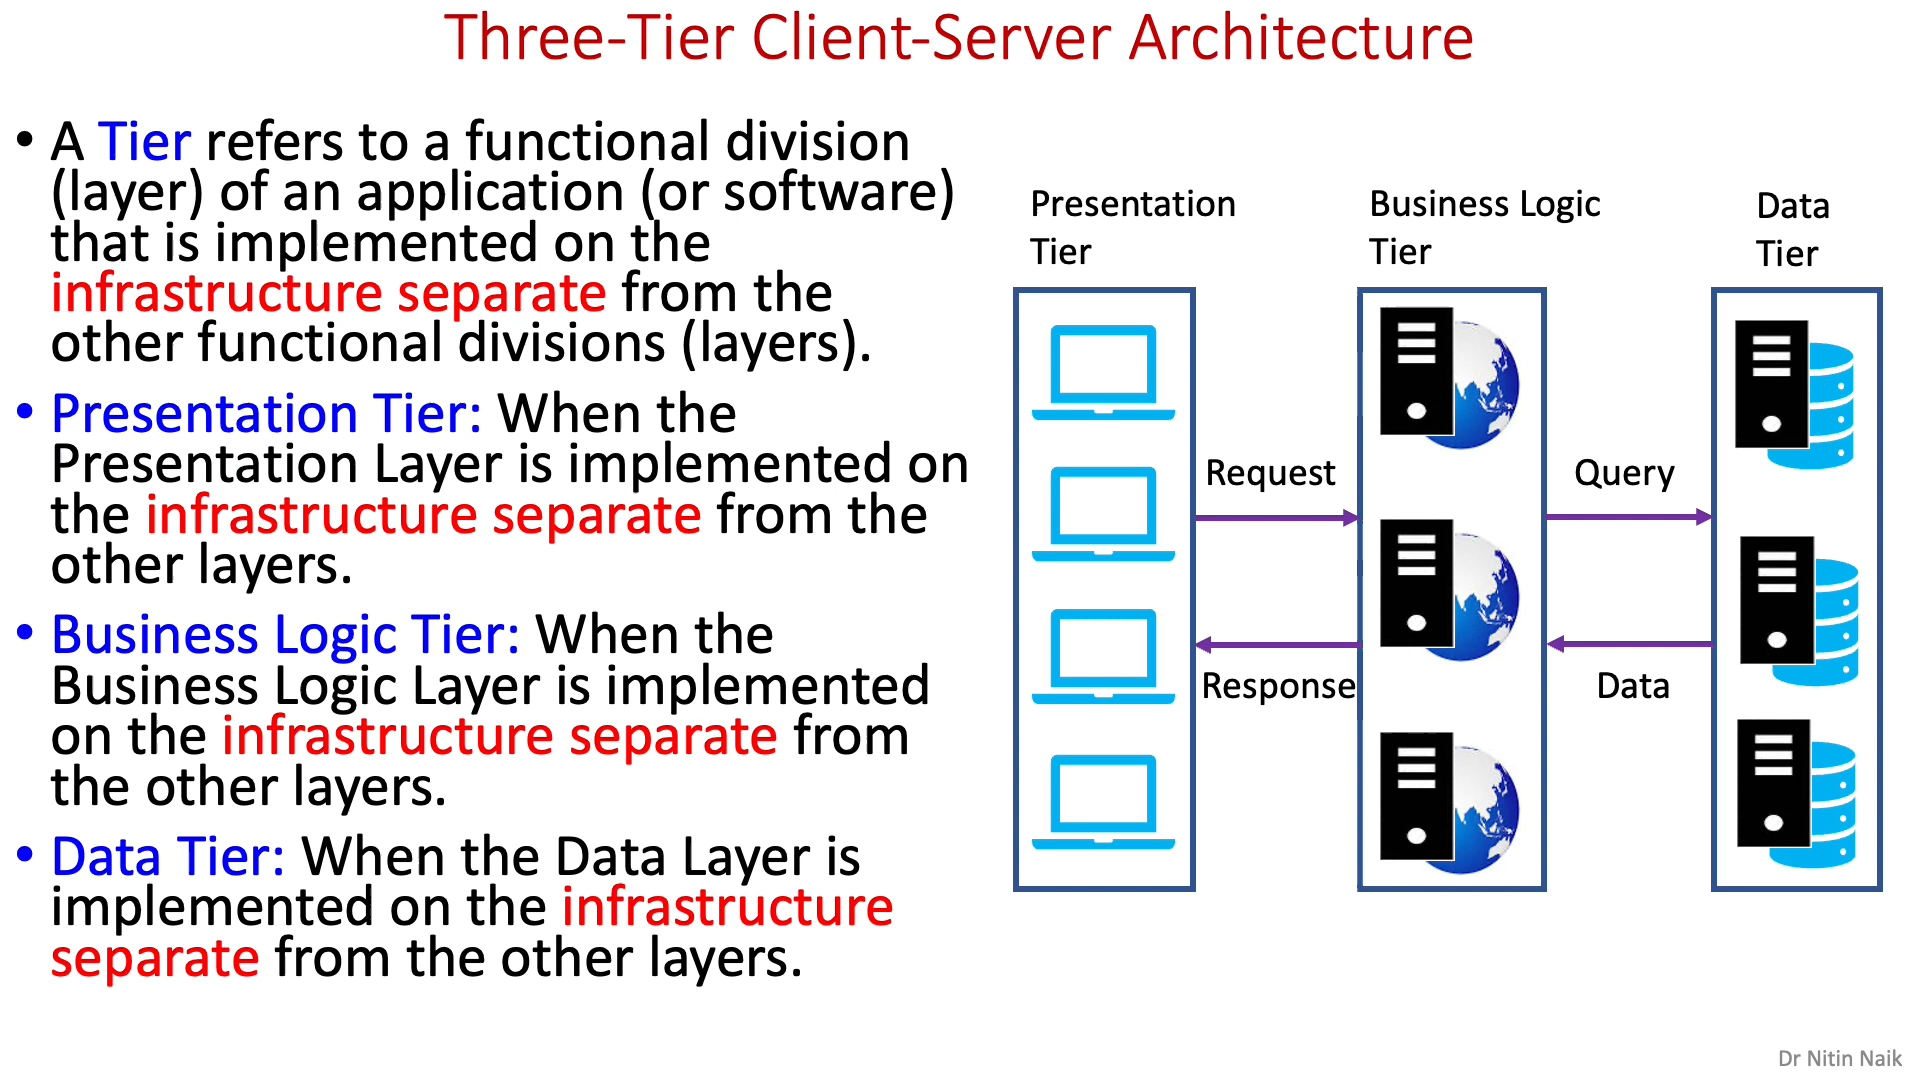 Three-Tier Client-Server Architecture
• A Tier refers to a functional division
(layer) of an application (or software)
that is implemented on the
infrastructure separate from the
other functional divisions (layers).
• Presentation Tier: When the
Presentation Layer is implemented on
the infrastructure separate from the
other layers.
• Business Logic Tier: When the
Business Logic Layer is implemented
on the infrastructure separate from
the other layers.
• Data Tier: When the Data Layer is
implemented on the infrastructure
separate from the other layers.
Presentation
Tier
Business Logic
Tier
Data
Tier
Request
Query
Response
Data
Dr Nitin Naik